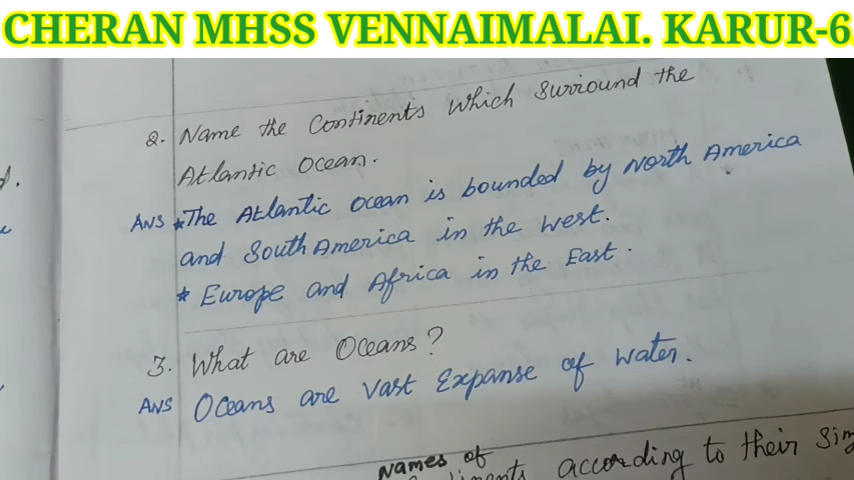 CHERAN MHSS VENNAIMALAI. KARUR-6
2. Name the Continents which Surround the
Atlantic Ocean.
Ans * The Atlantic Ocean is bounded by North America
and South America in the West.
* Europe and Africa in the East.
3. What are Oceans?
Ans Oceans are Vast Expanse of Water.
Names of
according to their